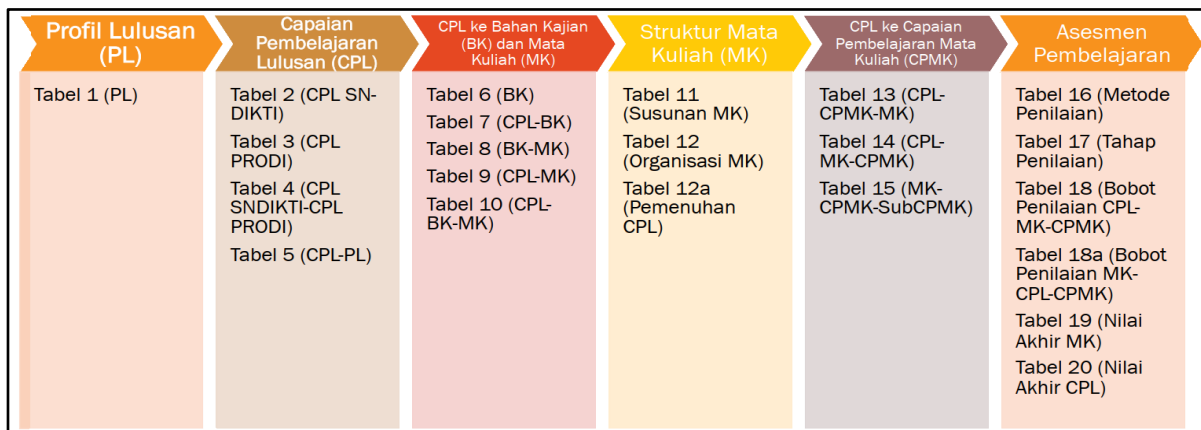 Profil Lulusan
(PL)
Tabel 1 (PL)
Capaian
Pembelajaran
Lulusan (CPL)
Tabel 2 (CPL SN-
DIKTI)
Tabel 3 (CPL
PRODI)
Tabel 4 (CPL
SNDIKTI-CPL
PRODI)
Tabel 5 (CPL-PL)
CPL ke Bahan Kajian
(BK) dan Mata
Kuliah (MK)
Tabel 6 (BK)
Tabel 7 (CPL-BK)
Tabel 8 (BK-MK)
Tabel 9 (CPL-MK)
Tabel 10 (CPL-
BK-MK)
Struktur Mata
Kuliah (MK)
Tabel 11
(Susunan MK)
Tabel 12
(Organisasi MK)
Tabel 12a
(Pemenuhan
CPL)
CPL ke Capaian
Pembelajaran Mata
Kuliah (CPMK)
Tabel 13 (CPL-
CPMK-MK)
Tabel 14 (CPL-
MK-CPMK)
Tabel 15 (MK-
CPMK-SubCPMK)
Asesmen
Pembelajaran
Tabel 16 (Metode
Penilaian)
Tabel 17 (Tahap
Penilaian)
Tabel 18 (Bobot
Penilaian CPL-
MK-CPMK)
Tabel 18a (Bobot
Penilaian MK-
CPL-CPMK)
Tabel 19 (Nilai
Akhir MK)
Tabel 20 (Nilai
Akhir CPL)